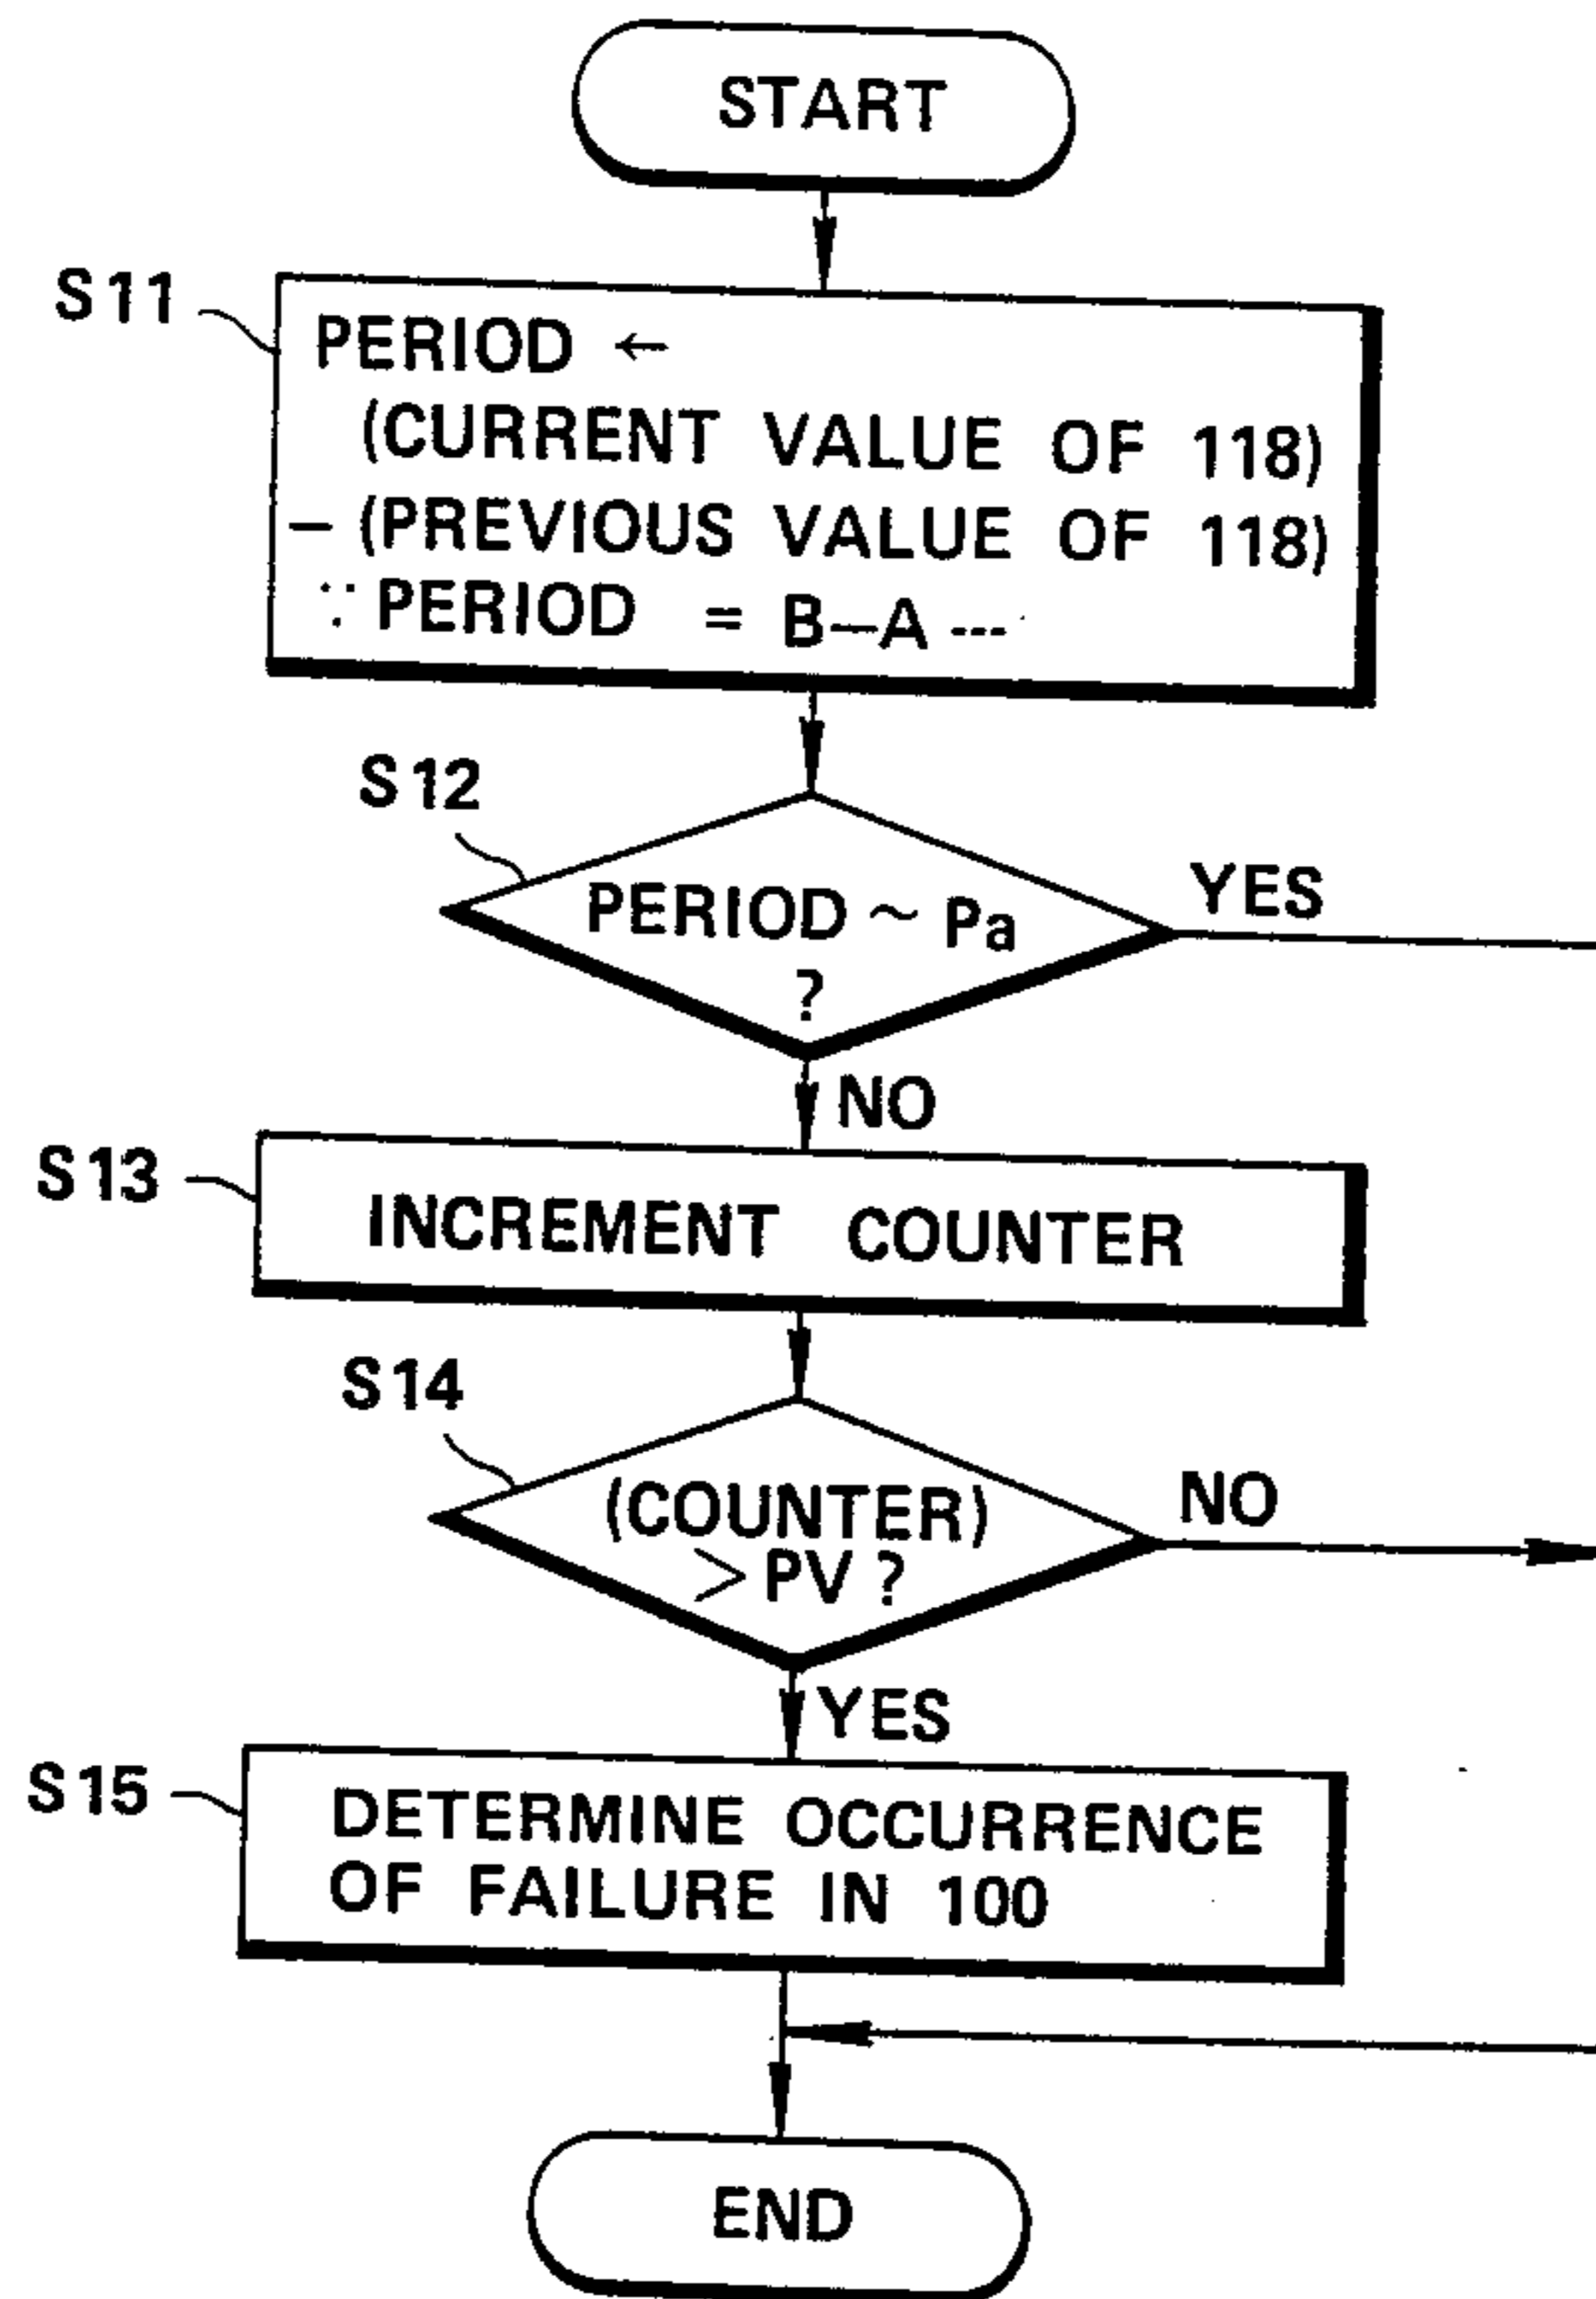 START
S11
PERIOD ←
(CURRENT VALUE OF 118)
— (PREVIOUS VALUE OF 118)
∵ PERIOD = B—A ---
S12
PERIOD ~ Pa
?
YES
NO
S13
INCREMENT COUNTER
S14
(COUNTER)
> PV ?
NO
YES
S15
DETERMINE OCCURRENCE
OF FAILURE IN 100
END